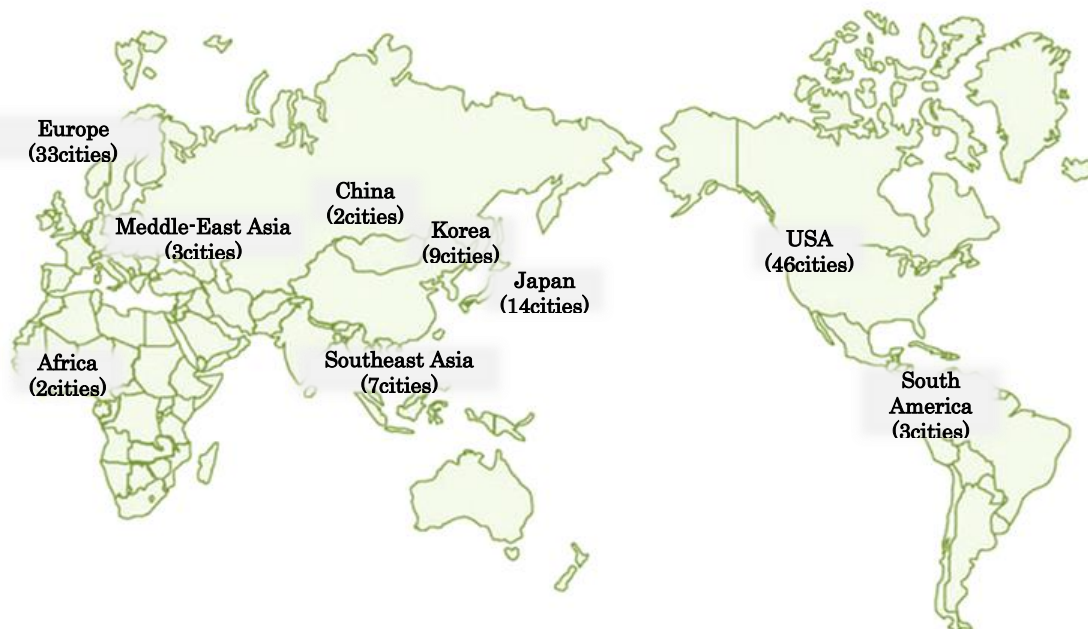 Europe
(33cities)
China
(2cities)
Meddle-East Asia
(3cities)
Korea
(9cities)
USA
(46cities)
Japan
(14cities)
Africa
(2cities)
Southeast Asia
(7cities)
South
America
(3cities)